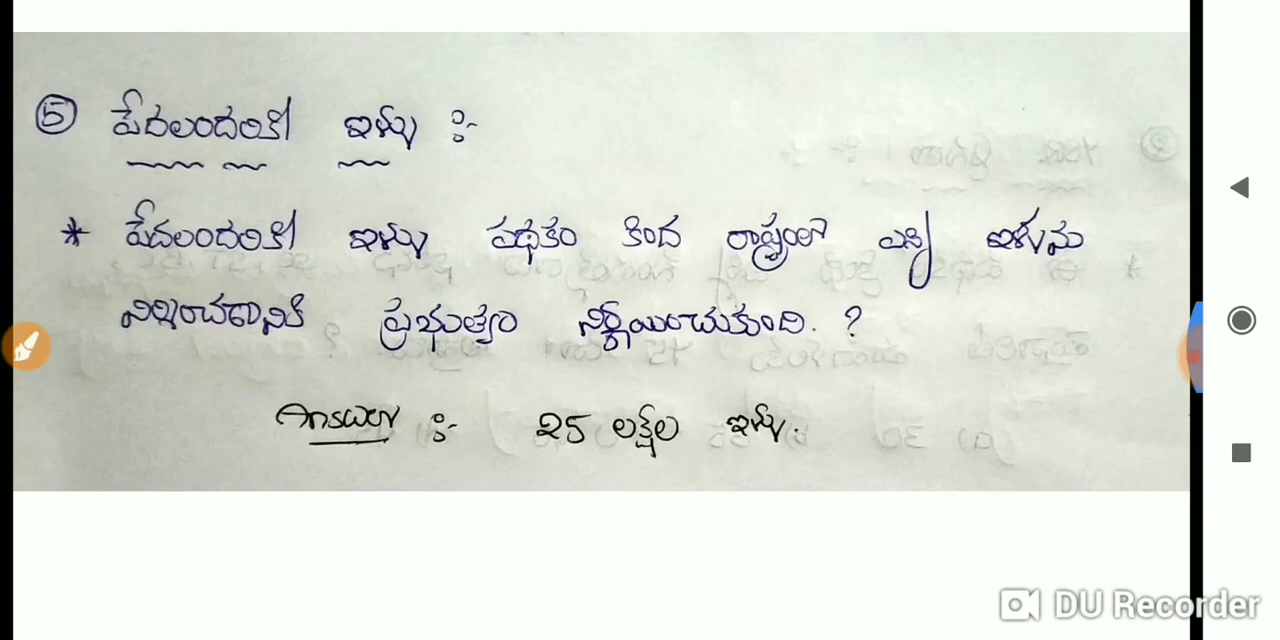 ⑤ పేదలందరికీ ఇళ్ళు :-
* పేదలందరికీ ఇళ్ళు పథకం కింద రాష్ట్రంలో ఎన్ని ఇళ్ళును
నిర్మించడానికి ప్రభుత్వం నిర్ణయించుకుంది. ?
Answer :- 25 లక్షల ఇళ్ళు.
DU Recorder